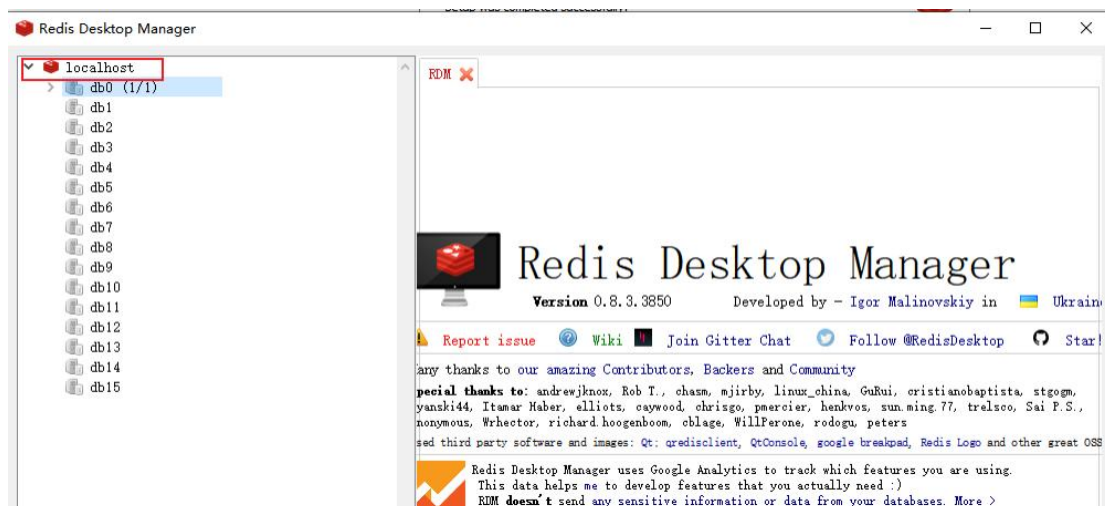 Setup was completed successfully!
Redis Desktop Manager
localhost
db0 (1/1)
db1
db2
db3
db4
db5
db6
db7
db8
db9
db10
db11
db12
db13
db14
db15
RDM
Redis Desktop Manager
Version 0.8.3.3850 Developed by - Igor Malinovskiy in Ukrain
Report issue Wiki Join Gitter Chat Follow @RedisDesktop Star!
any thanks to our amazing Contributors, Backers and Community
pecial thanks to: andrewjknox, Rob T., chasm, mjirby, linux_china, GuRui, cristianobaptista, stgogm,
yanski44, Itamar Haber, elliots, caywood, chrisgo, pmercier, henkvos, sun.ming.77, trelsco, Sai P.S.,
nonymous, Wrhector, richard.hoogenboom, cblage, WillPerone, rodogu, peters
sed third party software and images: Qt; qredisclient, QtConsole, google breakpad, Redis Logo and other great OSS
Redis Desktop Manager uses Google Analytics to track which features you are using.
This data helps me to develop features that you actually need :)
RDM doesn't send any sensitive information or data from your databases. More >